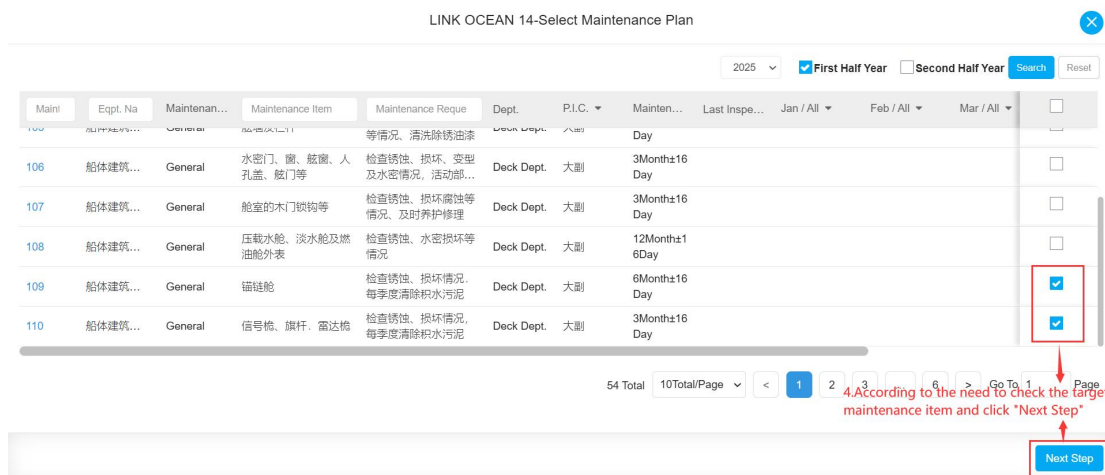 LINK OCEAN 14-Select Maintenance Plan
2025 First Half Year Second Half Year Search Reset
Maint Eqpt. Na Maintenan... Maintenance Item Maintenance Reque Dept. P.I.C. Mainten... Last Inspe... Jan / All Feb / All Mar / All
等情况、清洗除锈油漆 Day
106 船体建筑... General 水密门、窗、舷窗、人 检查锈蚀、损坏、变型 Deck Dept. 大副 3Month±16
孔盖、舷门等 及水密情况，活动部... Day
107 船体建筑... General 舱室的木门锁钩等 检查锈蚀、损坏腐蚀等 Deck Dept. 大副 3Month±16
情况、及时养护修理 Day
108 船体建筑... General 压载水舱、淡水舱及燃 检查锈蚀、水密损坏等 Deck Dept. 大副 12Month±1
油舱外表 情况 6Day
109 船体建筑... General 锚链舱 检查锈蚀、损坏情况. Deck Dept. 大副 6Month±16
每季度清除积水污泥 Day
110 船体建筑... General 信号桅、旗杆．雷达桅 检查锈蚀、损坏情况, Deck Dept. 大副 3Month±16
每季度清除积水污泥 Day
54 Total 10Total/Page < 1 2 3 6 > Go To 1 Page
4.According to the need to check the target
maintenance item and click "Next Step"
Next Step